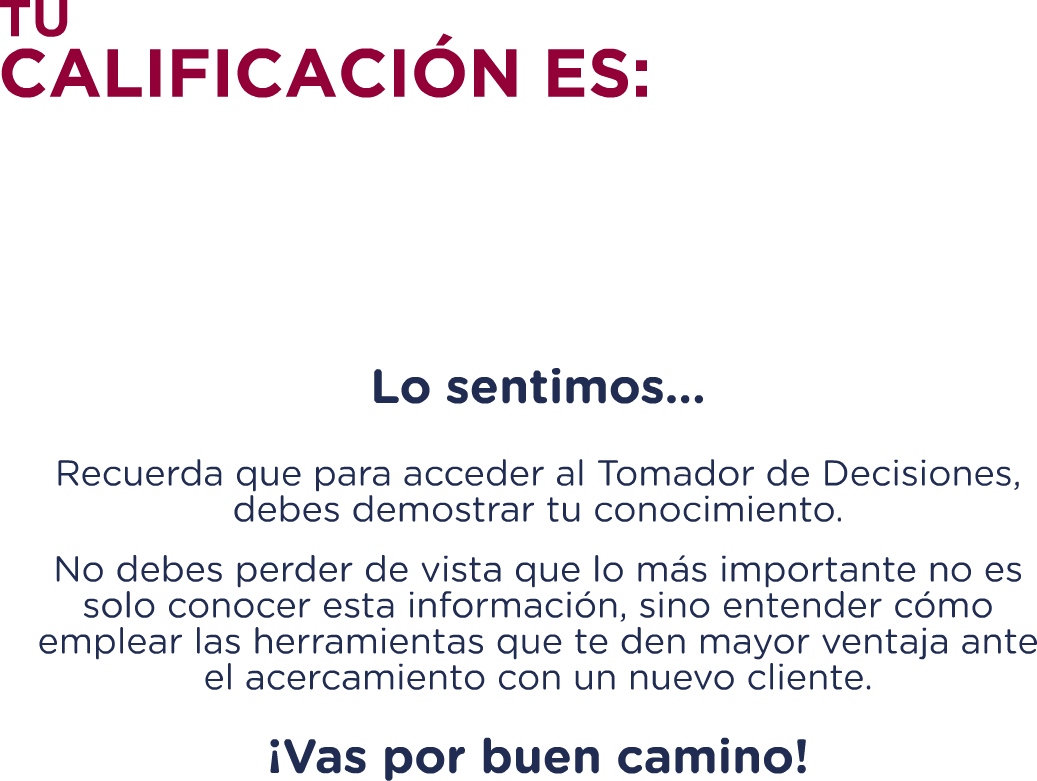 TU
CALIFICACIÓN ES:
Lo sentimos...
Recuerda que para acceder al Tomador de Decisiones,
debes demostrar tu conocimiento.
No debes perder de vista que lo más importante no es
solo conocer esta información, sino entender cómo
emplear las herramientas que te den mayor ventaja ante
el acercamiento con un nuevo cliente.
¡Vas por buen camino!